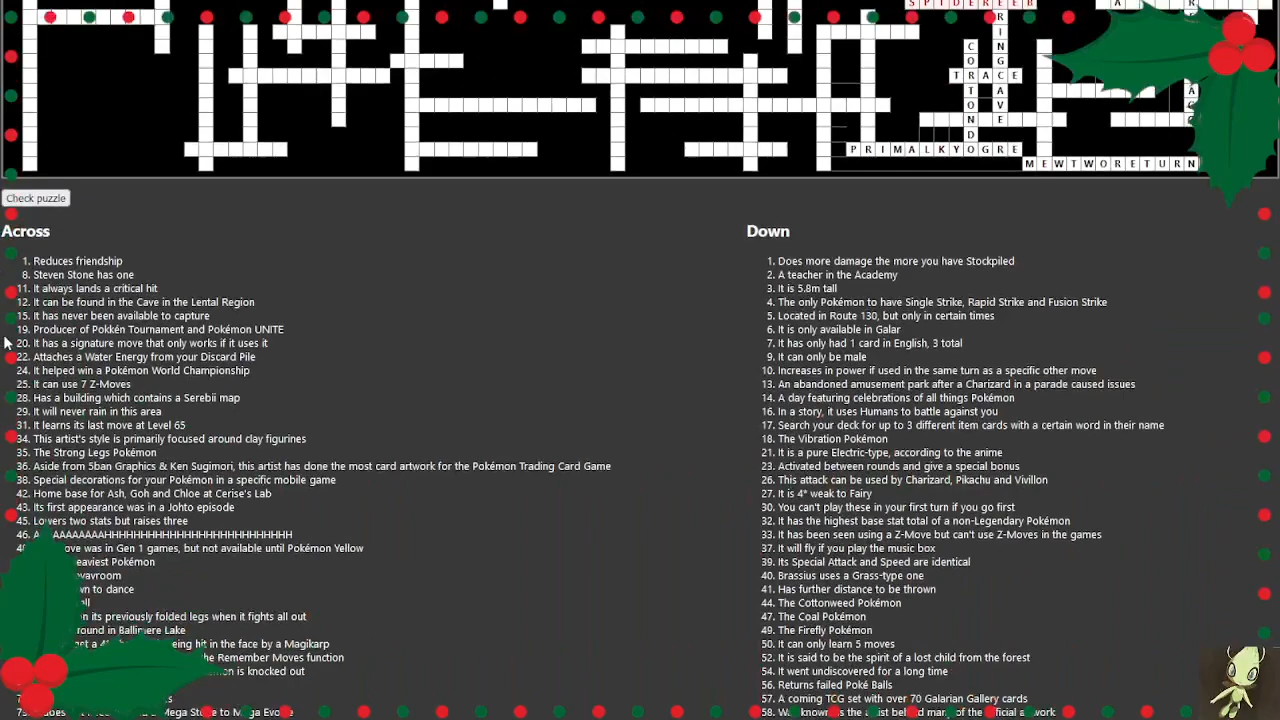 SPIDEREEB
TRACE
COTTONDO
RINGCAVE
PRIMALKYOGRE
MEWTWORETURN
Check puzzle
Across
1. Reduces friendship
8. Steven Stone has one
11. It always lands a critical hit
12. It can be found in the Cave in the Lental Region
15. It has never been available to capture
19. Producer of Pokkén Tournament and Pokémon UNITE
20. It has a signature move that only works if it uses it
22. Attaches a Water Energy from your Discard Pile
24. It helped win a Pokémon World Championship
25. It can use 7 Z-Moves
28. Has a building which contains a Serebii map
29. It will never rain in this area
31. It learns its last move at Level 65
34. This artist's style is primarily focused around clay figurines
35. The Strong Legs Pokémon
36. Aside from 5ban Graphics & Ken Sugimori, this artist has done the most card artwork for the Pokémon Trading Card Game
38. Special decorations for your Pokémon in a specific mobile game
42. Home base for Ash, Goh and Chloe at Cerise's Lab
43. Its first appearance was in a Johto episode
45. Lowers two stats but raises three
46.
move was in Gen 1 games, but not available until Pokémon Yellow
heaviest Pokémon
to dance
its previously folded legs when it fights all out
round in Ballimere Lake
being hit in the face by a Magikarp
the Remember Moves function
is knocked out
Mega Stone to Mega Evolve
Down
1. Does more damage the more you have Stockpiled
2. A teacher in the Academy
3. It is 5.8m tall
4. The only Pokémon to have Single Strike, Rapid Strike and Fusion Strike
5. Located in Route 130, but only in certain times
6. It is only available in Galar
7. It has only had 1 card in English, 3 total
9. It can only be male
10. Increases in power if used in the same turn as a specific other move
13. An abandoned amusement park after a Charizard in a parade caused issues
14. A day featuring celebrations of all things Pokémon
16. In a story, it uses Humans to battle against you
17. Search your deck for up to 3 different item cards with a certain word in their name
18. The Vibration Pokémon
21. It is a pure Electric-type, according to the anime
23. Activated between rounds and give a special bonus
26. This attack can be used by Charizard, Pikachu and Vivillon
27. It is 4* weak to Fairy
30. You can't play these in your first turn if you go first
32. It has the highest base stat total of a non-Legendary Pokémon
33. It has been seen using a Z-Move but can't use Z-Moves in the games
37. It will fly if you play the music box
39. Its Special Attack and Speed are identical
40. Brassius uses a Grass-type one
41. Has further distance to be thrown
44. The Cottonweed Pokémon
47. The Coal Pokémon
49. The Firefly Pokémon
50. It can only learn 5 moves
52. It is said to be the spirit of a lost child from the forest
54. It went undiscovered for a long time
56. Returns failed Poké Balls
57. A coming TCG set with over 70 Galarian Gallery cards
58. known as the artist behind many of the official artwork